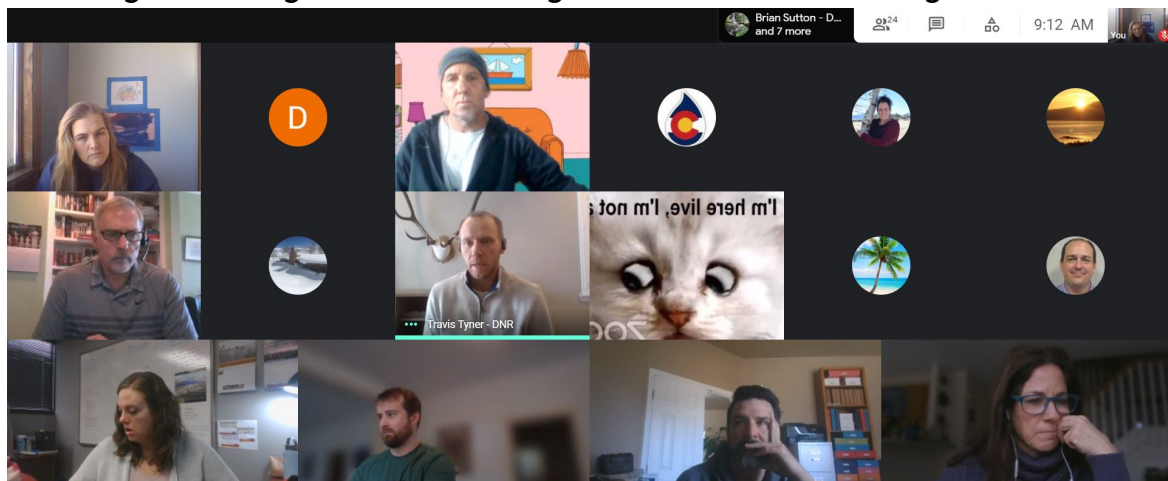 Brian Sutton - D...
and 7 more
24
9:12 AM
You
D
I'm here live, I'm not a
Travis Tyner - DNR